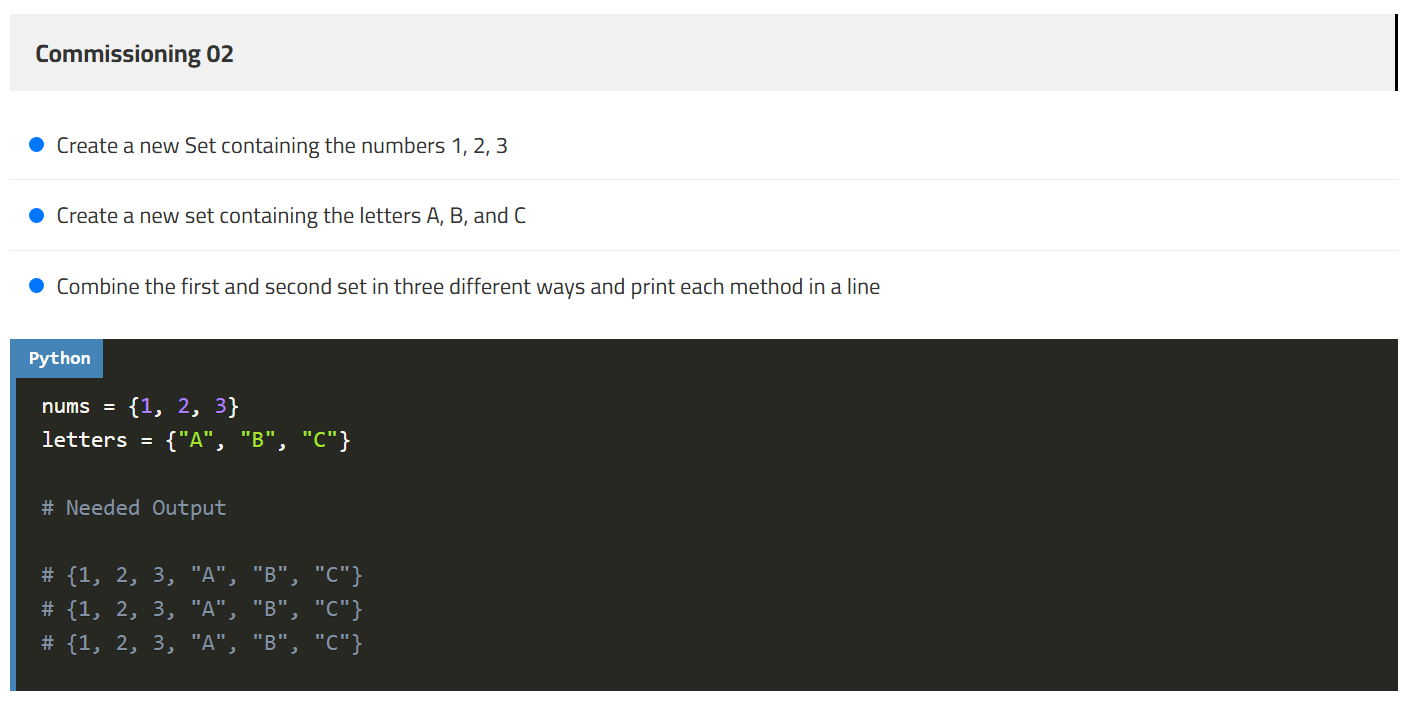 Commissioning 02
Create a new Set containing the numbers 1, 2, 3
Create a new set containing the letters A, B, and C
Combine the first and second set in three different ways and print each method in a line
Python
nums = {1, 2, 3}
letters = {"A", "B", "C"}
# Needed Output
# {1, 2, 3, "A", "B", "C"}
# {1, 2, 3, "A", "B", "C"}
# {1, 2, 3, "A", "B", "C"}